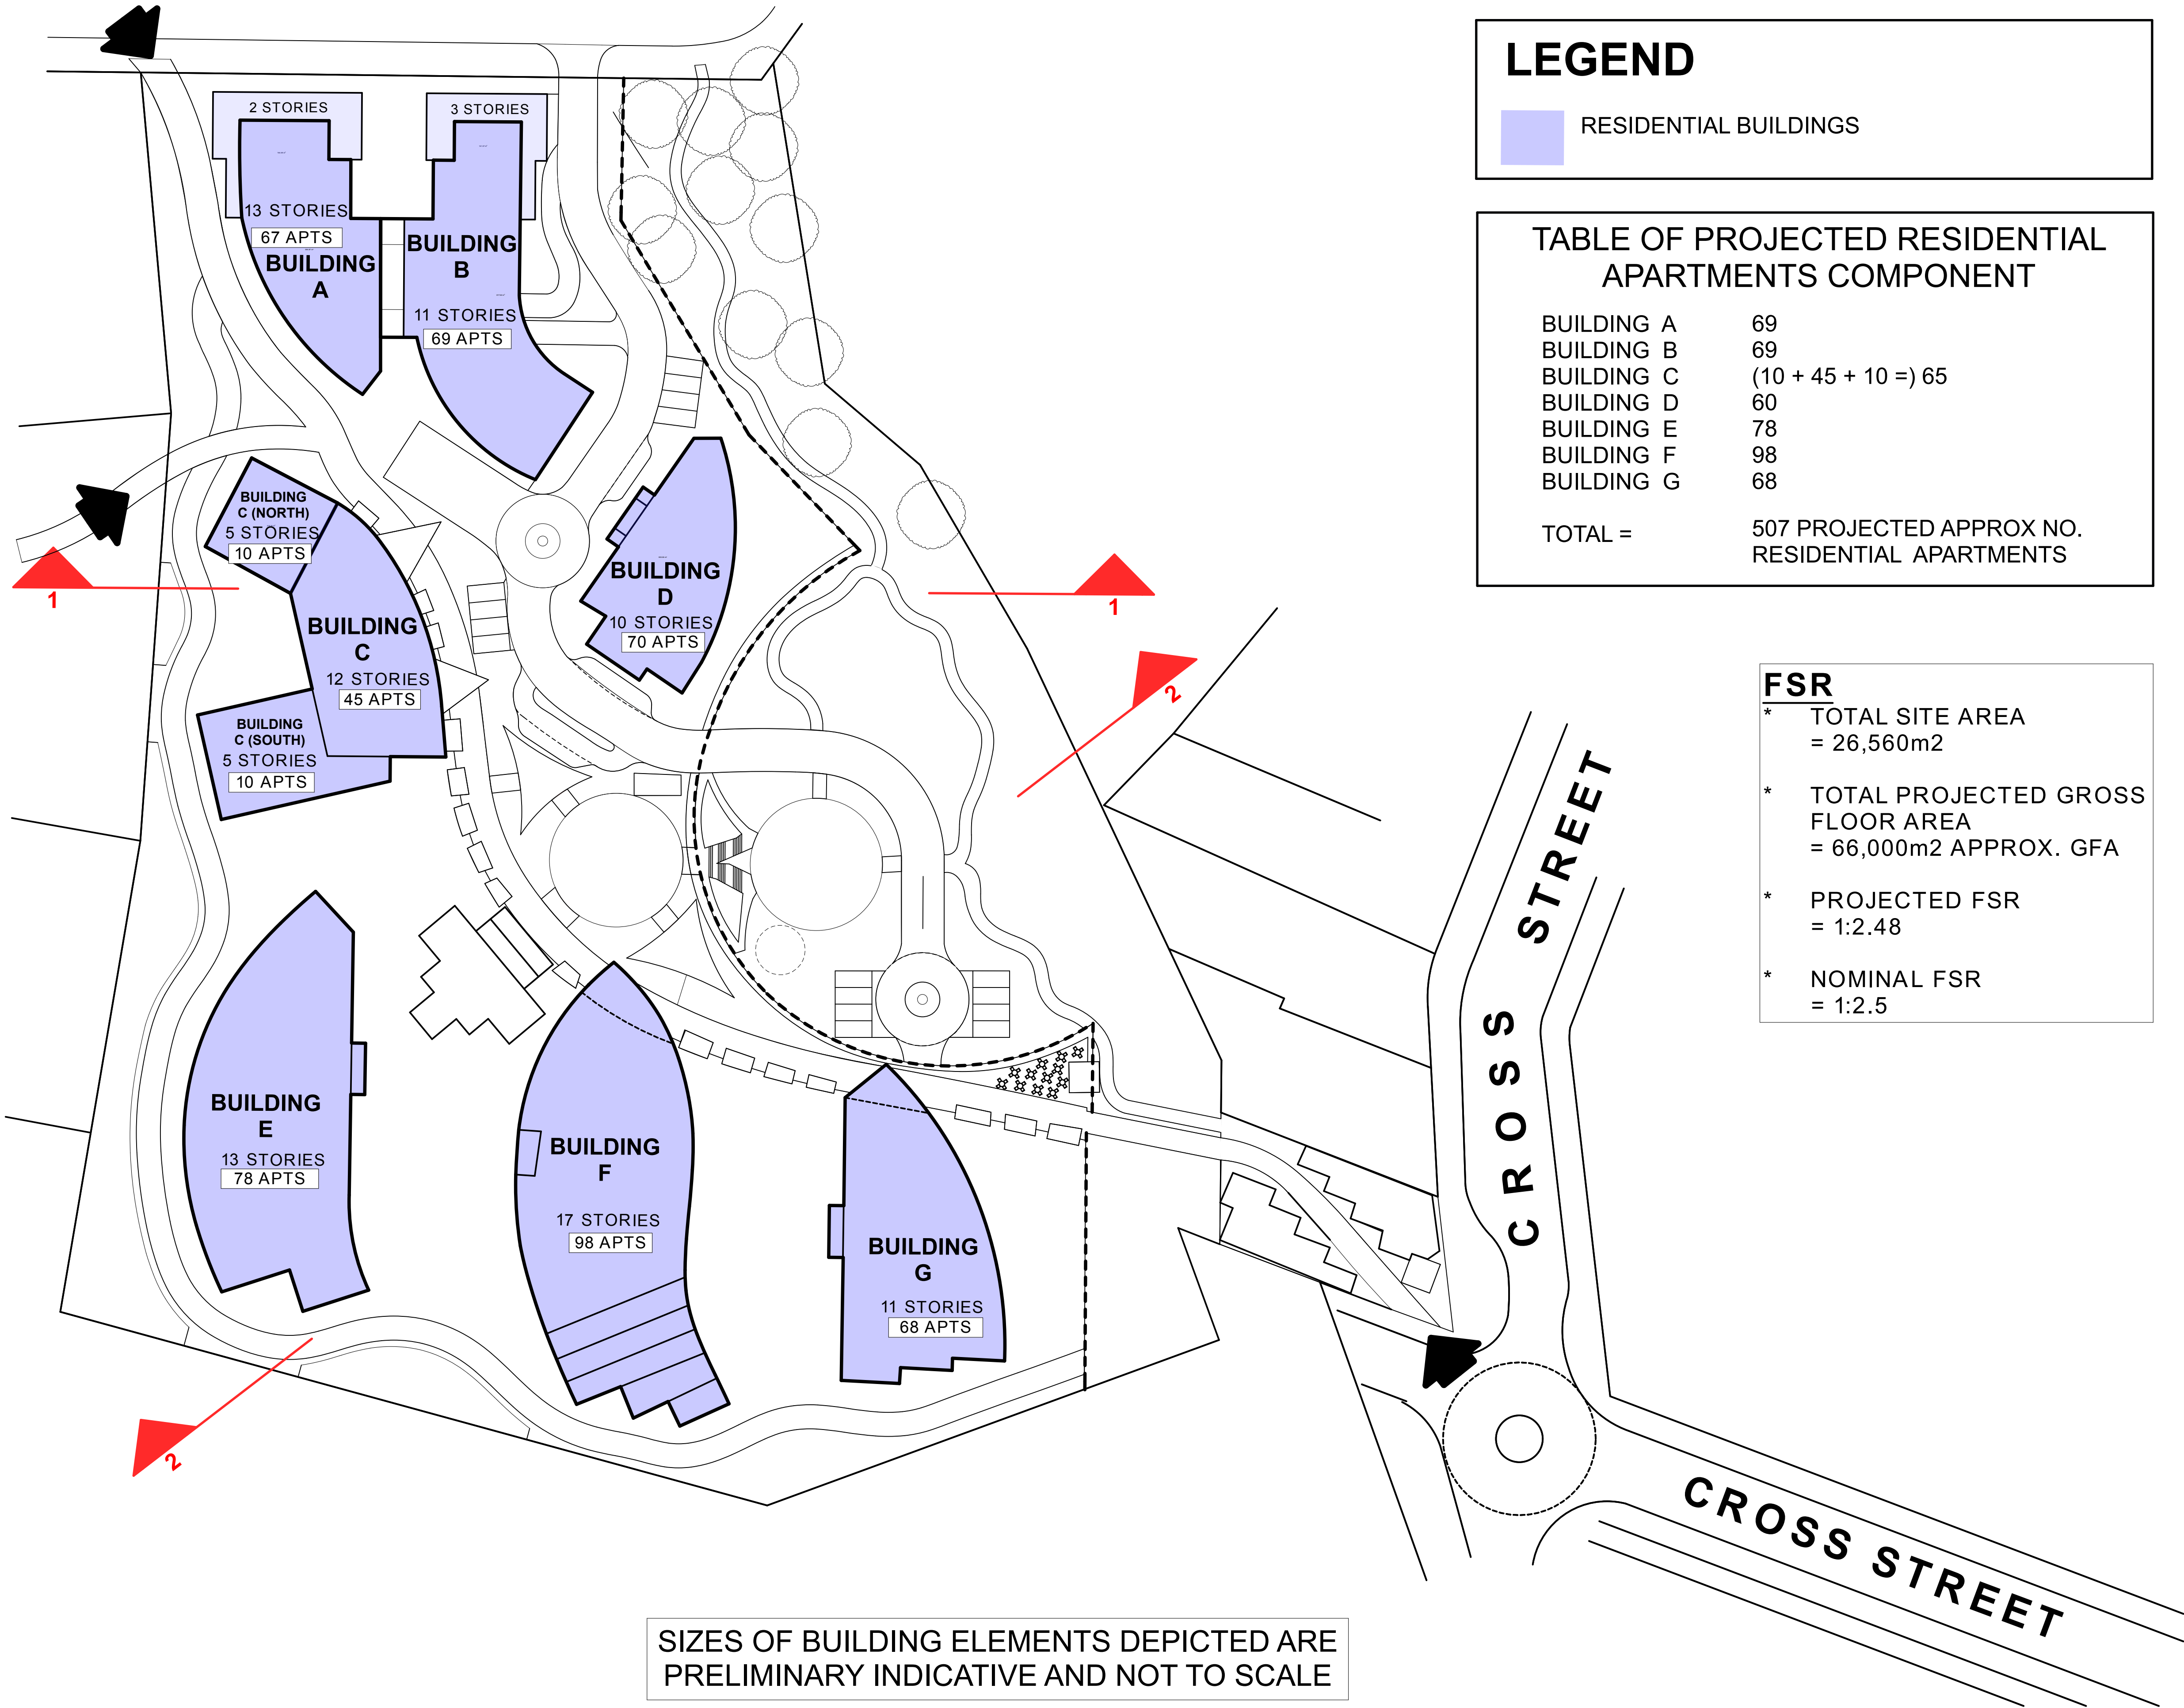 2 STORIES
3 STORIES
13 STORIES
67 APTS
BUILDING
A
BUILDING
B
11 STORIES
69 APTS
BUILDING
C (NORTH)
5 STORIES
10 APTS
BUILDING
C
12 STORIES
45 APTS
BUILDING
C (SOUTH)
5 STORIES
10 APTS
BUILDING
D
10 STORIES
70 APTS
1
1
2
2
BUILDING
E
13 STORIES
78 APTS
BUILDING
F
17 STORIES
98 APTS
BUILDING
G
11 STORIES
68 APTS
CROSS STREET
CROSS STREET
LEGEND
RESIDENTIAL BUILDINGS
TABLE OF PROJECTED RESIDENTIAL
APARTMENTS COMPONENT
BUILDING A 69
BUILDING B 69
BUILDING C (10 + 45 + 10 =) 65
BUILDING D 60
BUILDING E 78
BUILDING F 98
BUILDING G 68
TOTAL = 507 PROJECTED APPROX NO.
RESIDENTIAL APARTMENTS
FSR
* TOTAL SITE AREA
= 26,560m2
* TOTAL PROJECTED GROSS
FLOOR AREA
= 66,000m2 APPROX. GFA
* PROJECTED FSR
= 1:2.48
* NOMINAL FSR
= 1:2.5
SIZES OF BUILDING ELEMENTS DEPICTED ARE
PRELIMINARY INDICATIVE AND NOT TO SCALE